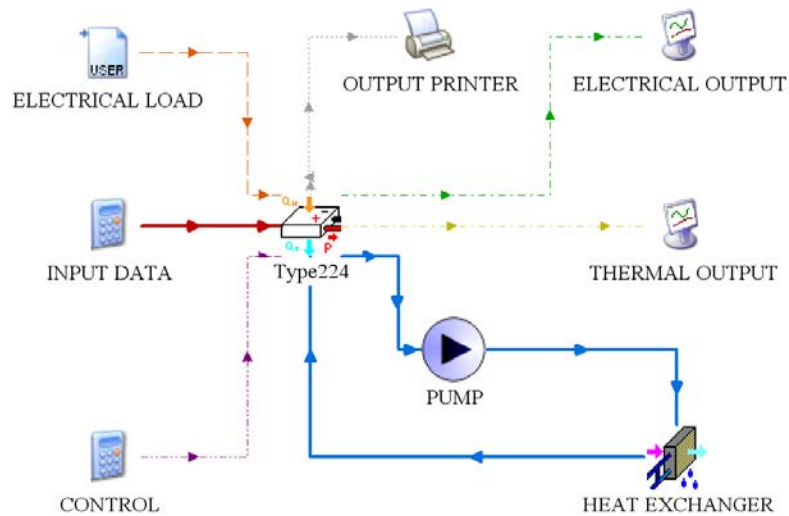 USER
ELECTRICAL LOAD
OUTPUT PRINTER
ELECTRICAL OUTPUT
INPUT DATA
+
-
P
Type224
THERMAL OUTPUT
PUMP
CONTROL
HEAT EXCHANGER